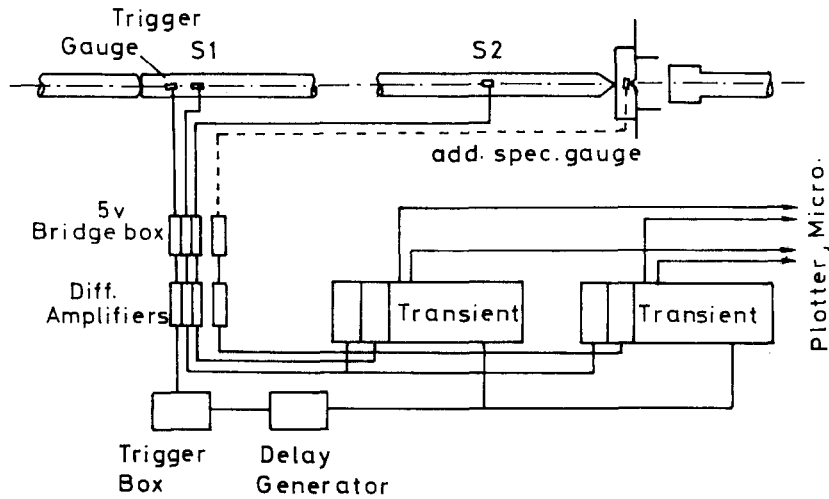 Trigger
Gauge
S1
S2
add. spec. gauge
5v
Bridge box
Diff.
Amplifiers
Transient
Transient
Plotter, Micro.
Trigger
Box
Delay
Generator